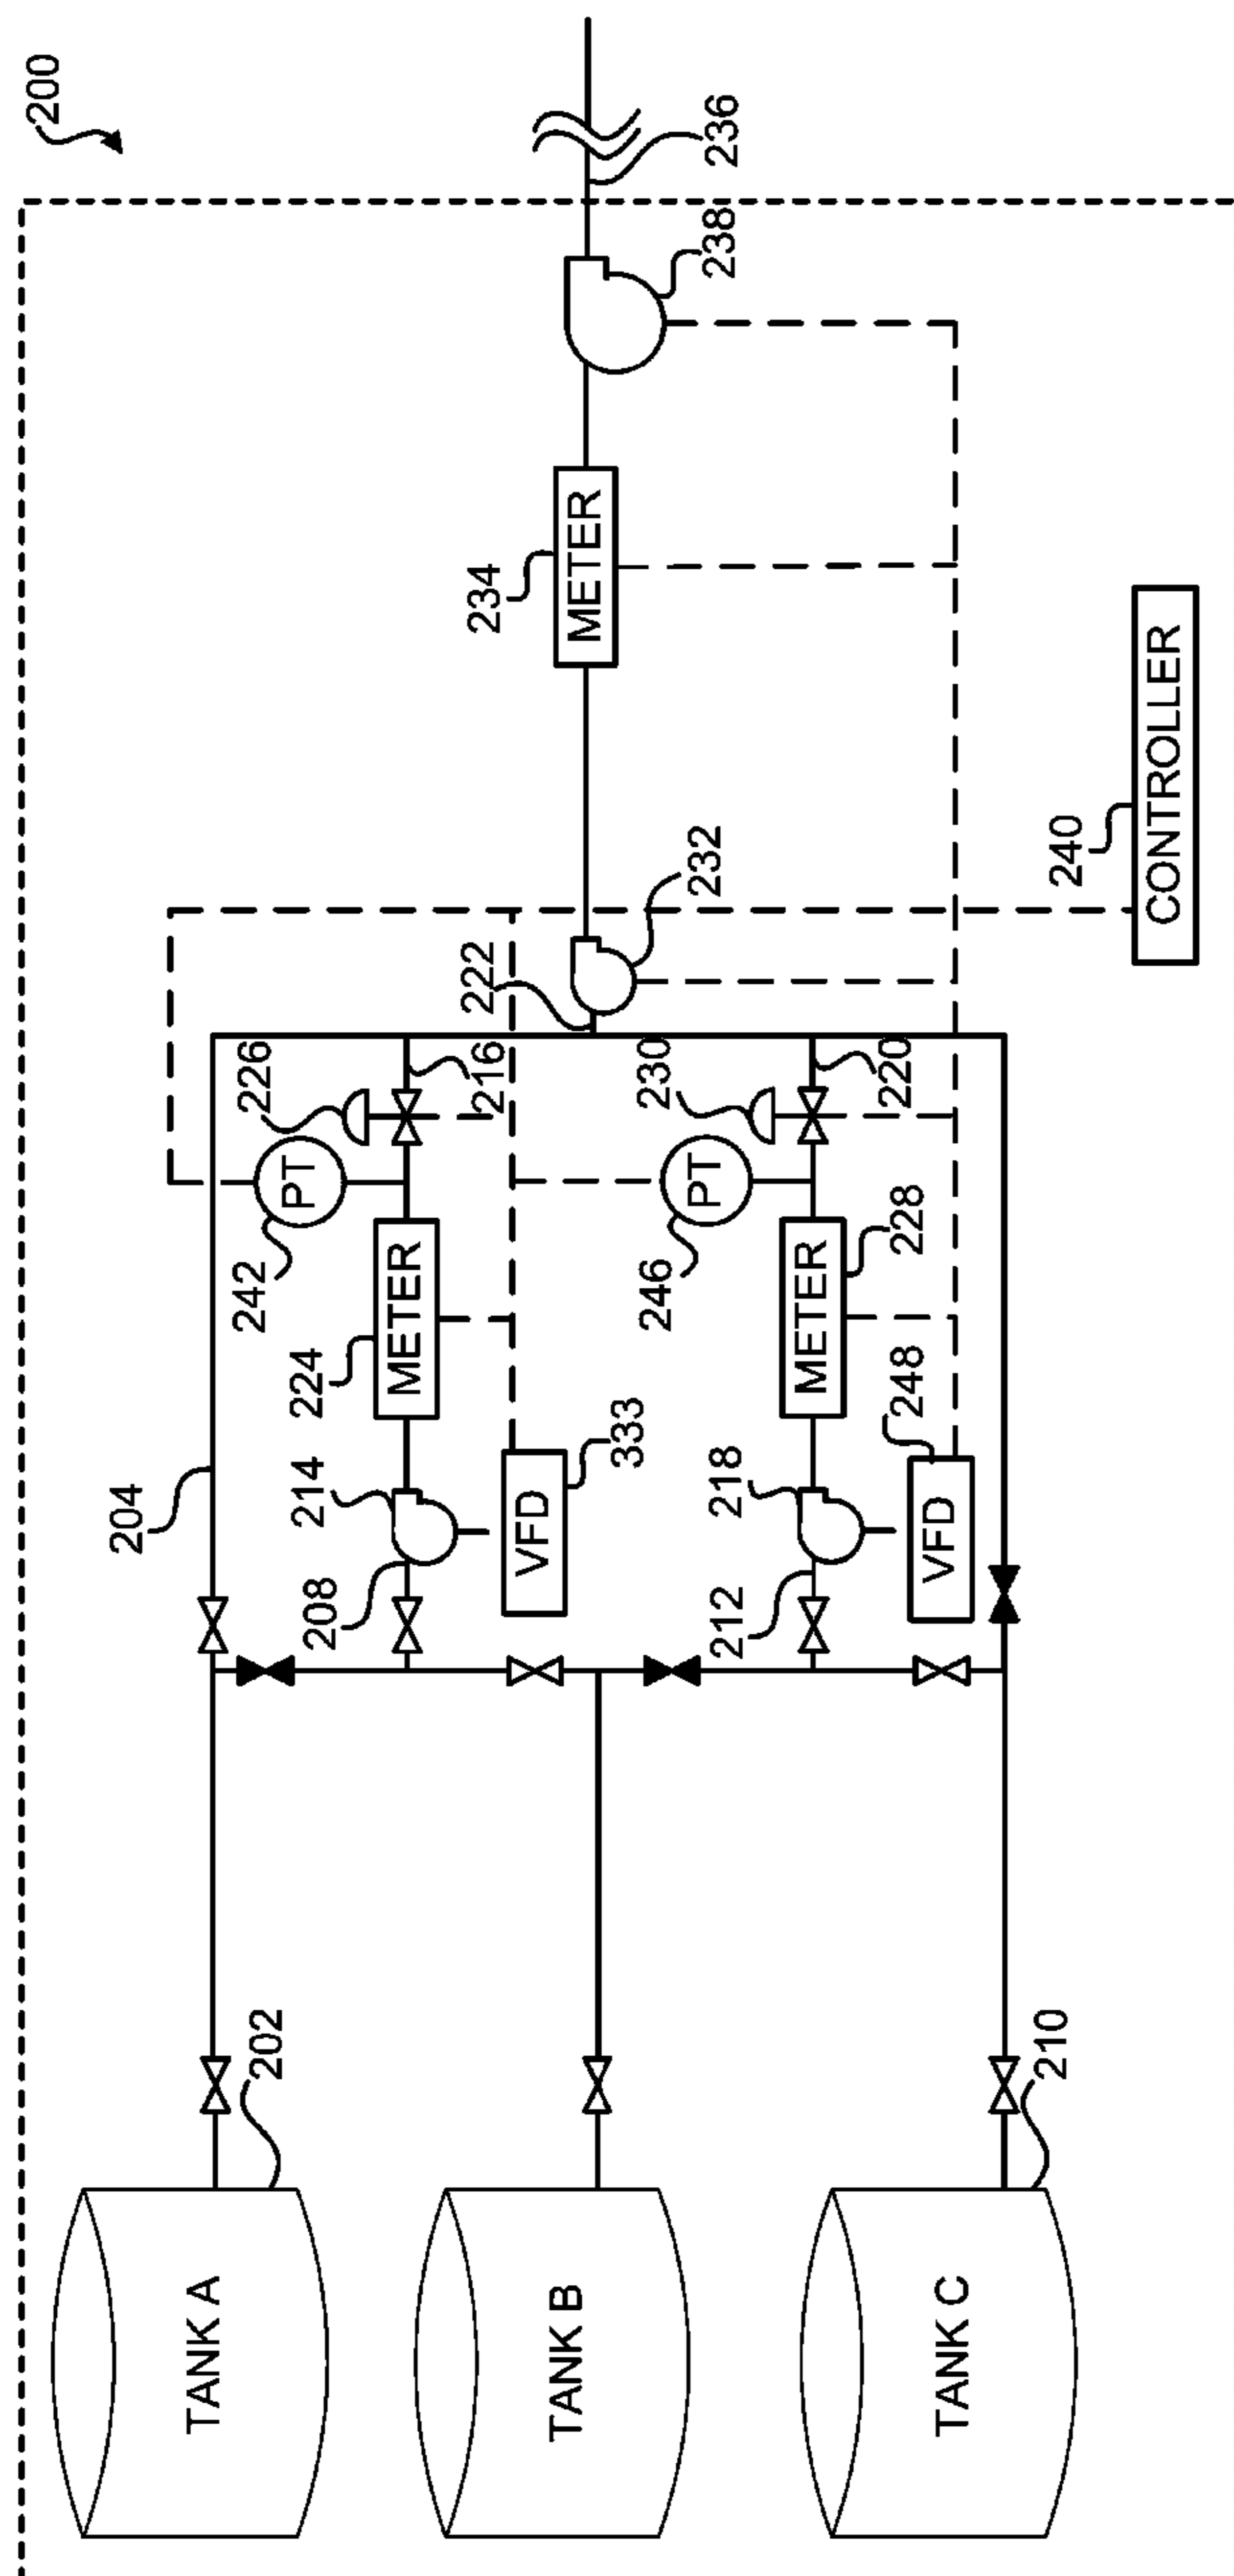 200
236
238
METER
234
CONTROLLER
240
232
222
226
216
230
220
PT
242
PT
246
METER
224
METER
228
204
214
VFD
333
218
VFD
248
208
212
TANK A
202
TANK B
TANK C
210